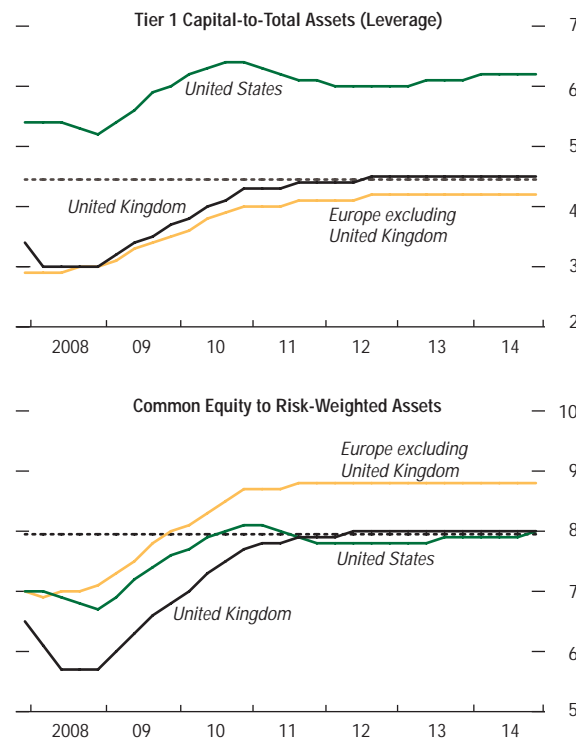 Tier 1 Capital-to-Total Assets (Leverage)
7
United States
6
5
United Kingdom
Europe excluding
United Kingdom
4
3
2
2008 09 10 11 12 13 14
Common Equity to Risk-Weighted Assets
10
Europe excluding
United Kingdom
9
8
United States
United Kingdom
7
6
5
2008 09 10 11 12 13 14